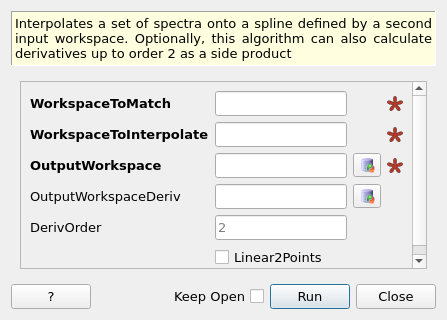 Interpolates a set of spectra onto a spline defined by a second
input workspace. Optionally, this algorithm can also calculate
derivatives up to order 2 as a side product
WorkspaceToMatch
WorkspaceToInterpolate
OutputWorkspace
OutputWorkspaceDeriv
DerivOrder 2
Linear2Points
? Keep Open Run Close